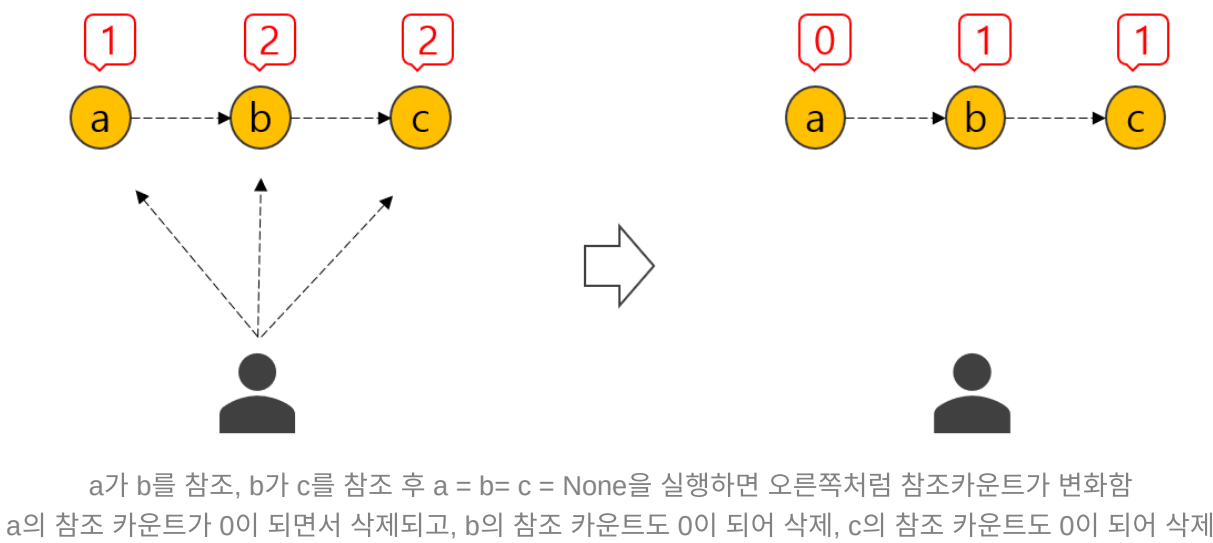 1 2 2 0 1 1
a b c a b c
a가 b를 참조, b가 c를 참조 후 a = b= c = None을 실행하면 오른쪽처럼 참조카운트가 변화함
a의 참조 카운트가 0이 되면서 삭제되고, b의 참조 카운트도 0이 되어 삭제, c의 참조 카운트도 0이 되어 삭제